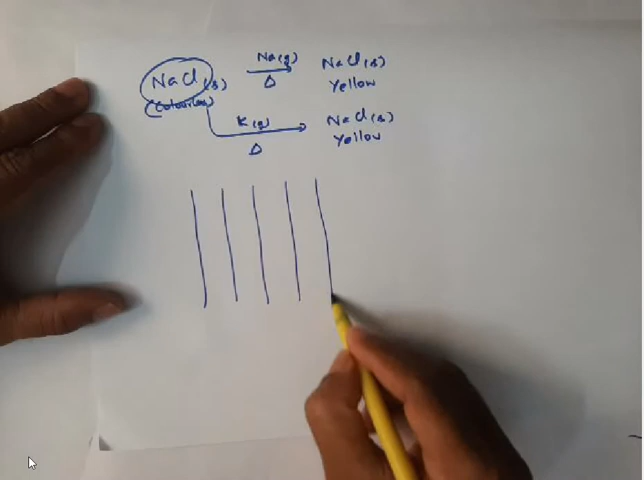 Na(g)
NaCl(s) → NaCl(s)
(Colourless) Δ Yellow
K(g) → NaCl(s)
Δ Yellow